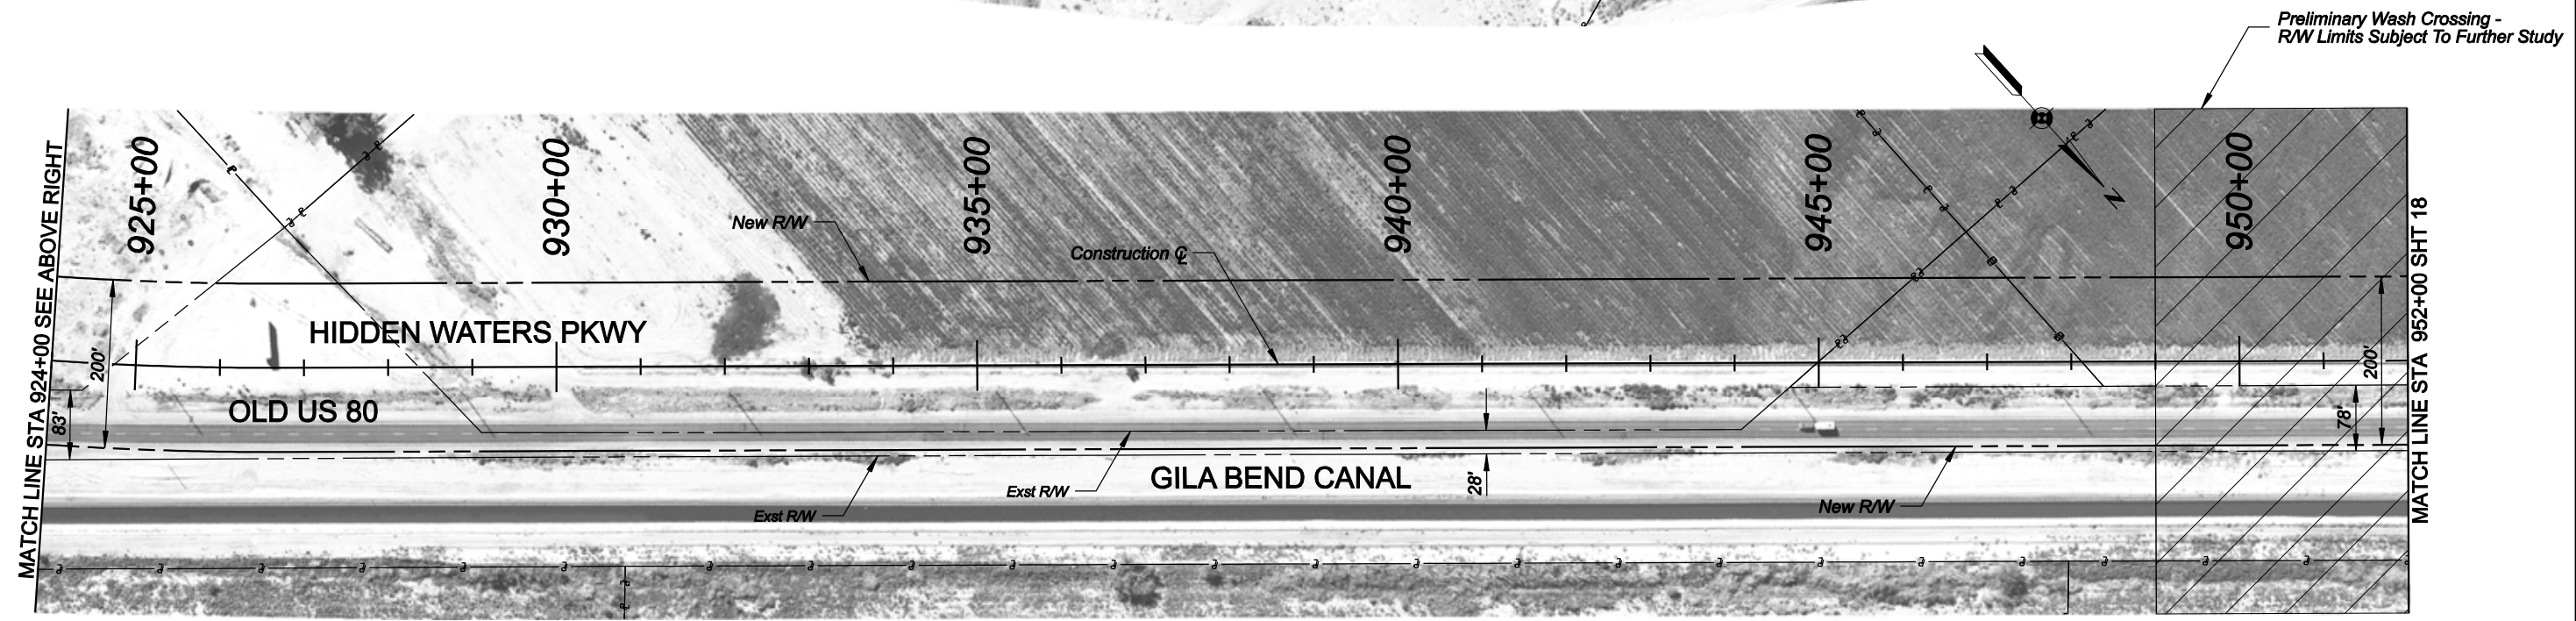 Preliminary Wash Crossing -
R/W Limits Subject To Further Study
N
925+00
930+00
935+00
940+00
945+00
950+00
MATCH LINE STA 924+00 SEE ABOVE RIGHT
MATCH LINE STA 952+00 SHT 18
New R/W
Construction ℄
HIDDEN WATERS PKWY
200'
200'
OLD US 80
83'
78'
GILA BEND CANAL
28'
Exst R/W
Exst R/W
New R/W